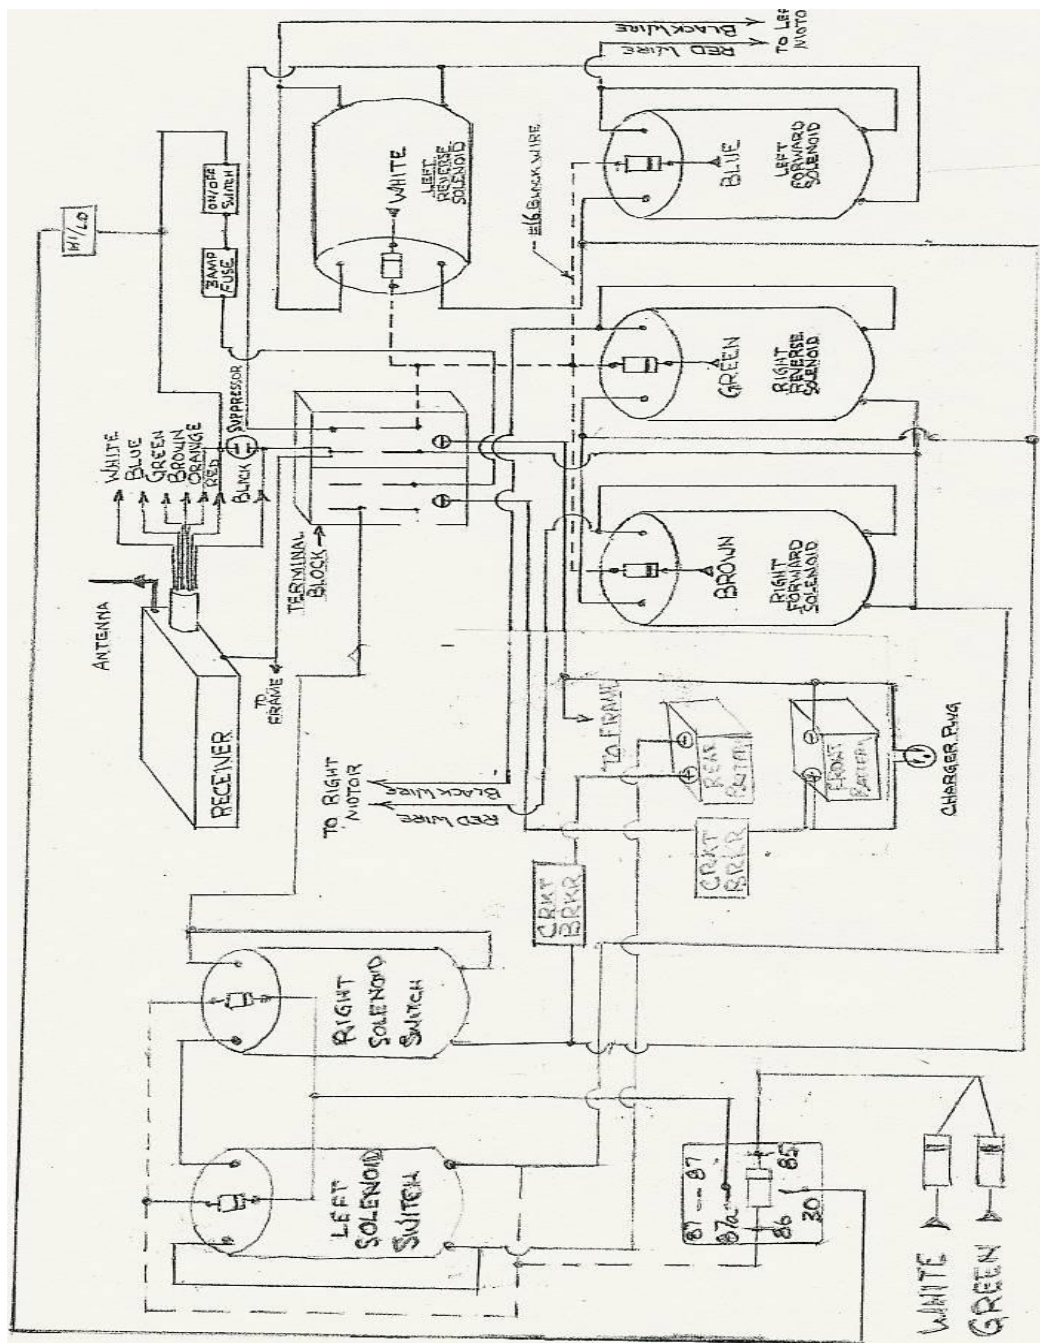 BLACK WIRE
TO LEF
MOTO
RED WIRE
HI/LO
ON/OFF
SWITCH
3AMP
FUSE
WHITE
LEFT
REVERSE
SOLENOID
#16 BLACK WIRE
BLUE
LEFT
FORWARD
SOLENOID
WHITE
BLUE
GREEN
BROWN
ORANGE
RED
BLACK
SUPPRESSOR
GREEN
RIGHT
REVERSE
SOLENOID
ANTENNA
RECEIVER
TO
FRAME
TERMINAL
BLOCK
BROWN
RIGHT
FORWARD
SOLENOID
TO RIGHT
MOTOR
RED WIRE
BLACK WIRE
TO FRAME
REAR
BATTERY
FRONT
BATTERY
CHARGER PLUG
CRKT
BRKR
CRKT
BRKR
RIGHT
SOLENOID
SWITCH
LEFT
SOLENOID
SWITCH
87 87
87a
86 85
30
WHITE
GREEN